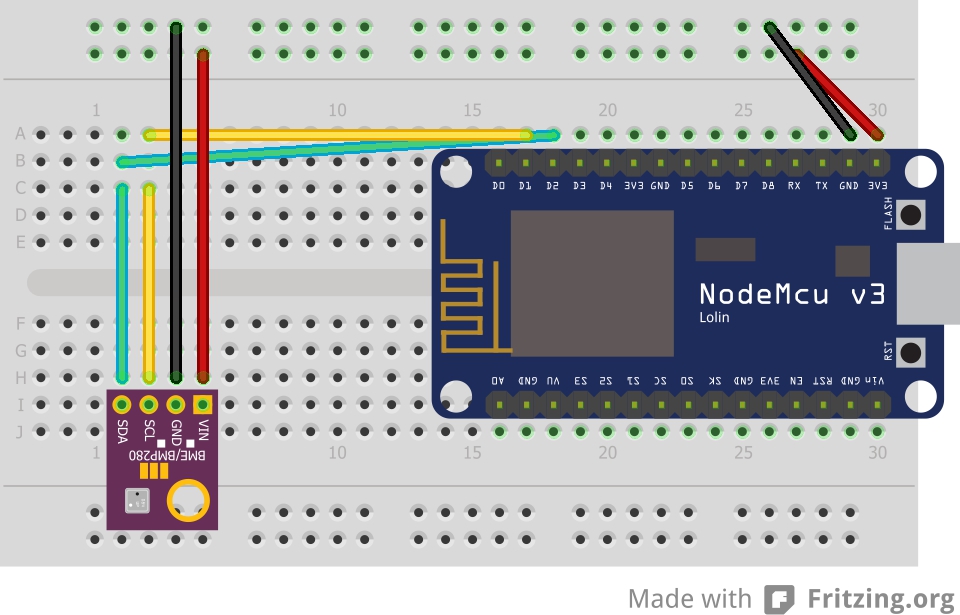 1 10 15 20 25 30
A
B
C
D
E
F
G
H
I
J
D0 D1 D2 D3 D4 3V3 GND D5 D6 D7 D8 RX TX GND 3V3
FLASH
NodeMcu v3
Lolin
RST
A0 GND VU S3 S2 S1 SC S0 SK GND 3V3 EN RST GND Vin
SDA SCL GND VIN
BME/BMP280
1 10 15 20 25 30
Made with Fritzing.org